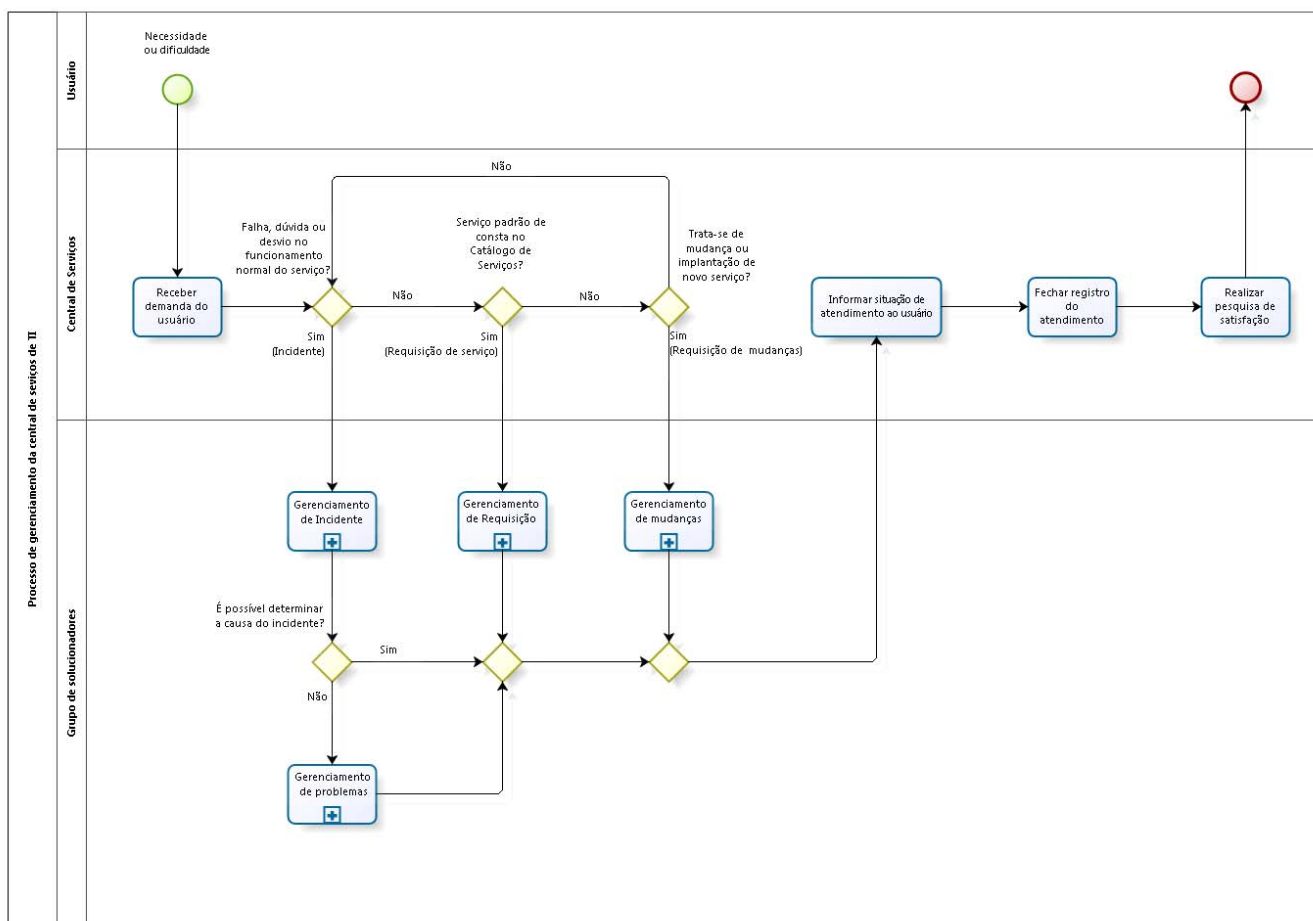 Processo de gerenciamento da central de seviços de TI
Usuário
Necessidade
ou dificuldade
Central de Serviços
Não
Falha, dúvida ou
desvio no
funcionamento
normal do serviço?
Serviço padrão de
consta no
Catálogo de
Serviços?
Trata-se de
mudança ou
implantação de
novo serviço?
Receber
demanda do
usuário
Não
Não
Informar situação de
atendimento ao usuário
Fechar registro
do
atendimento
Realizar
pesquisa de
satisfação
Sim
(Incidente)
Sim
(Requisição de serviço)
Sim
(Requisição de mudanças)
Grupo de solucionadores
Gerenciamento
de Incidente
Gerenciamento
de Requisição
Gerenciamento
de mudanças
É possível determinar
a causa do incidente?
Sim
Não
Gerenciamento
de problemas